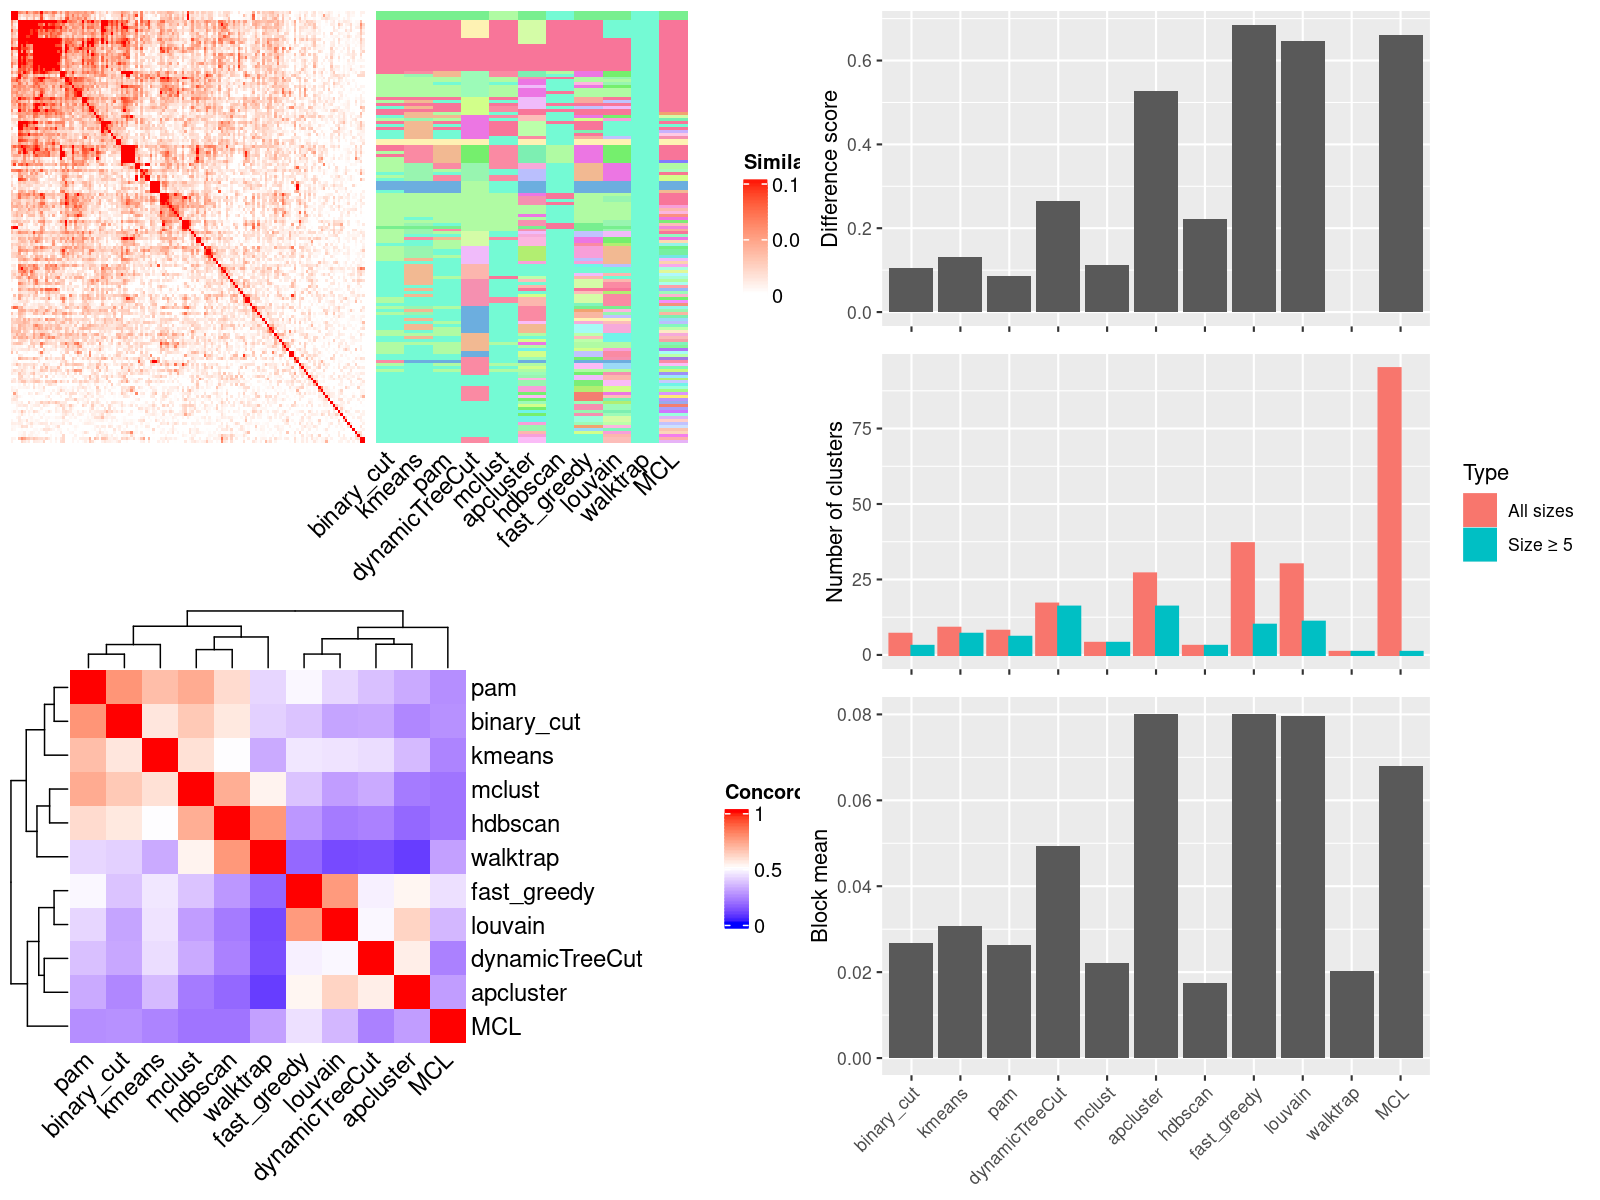 Simila
0.1
0.0
0
binary_cut
kmeans
pam
dynamicTreeCut
mclust
apcluster
hdbscan
fast_greedy
louvain
walktrap
MCL
pam
binary_cut
kmeans
mclust
hdbscan
walktrap
fast_greedy
louvain
dynamicTreeCut
apcluster
MCL
Concord
1
0.5
0
pam
binary_cut
kmeans
mclust
hdbscan
walktrap
fast_greedy
louvain
dynamicTreeCut
apcluster
MCL
Difference score
0.6
0.4
0.2
0.0
Number of clusters
75
50
25
0
Type
All sizes
Size ≥ 5
Block mean
0.08
0.06
0.04
0.02
0.00
binary_cut
kmeans
pam
dynamicTreeCut
mclust
apcluster
hdbscan
fast_greedy
louvain
walktrap
MCL